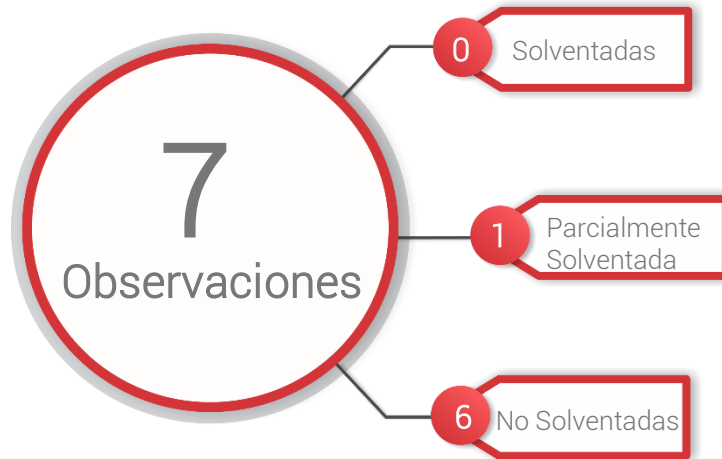 7
Observaciones
0
Solventadas
1
Parcialmente
Solventada
6
No Solventadas